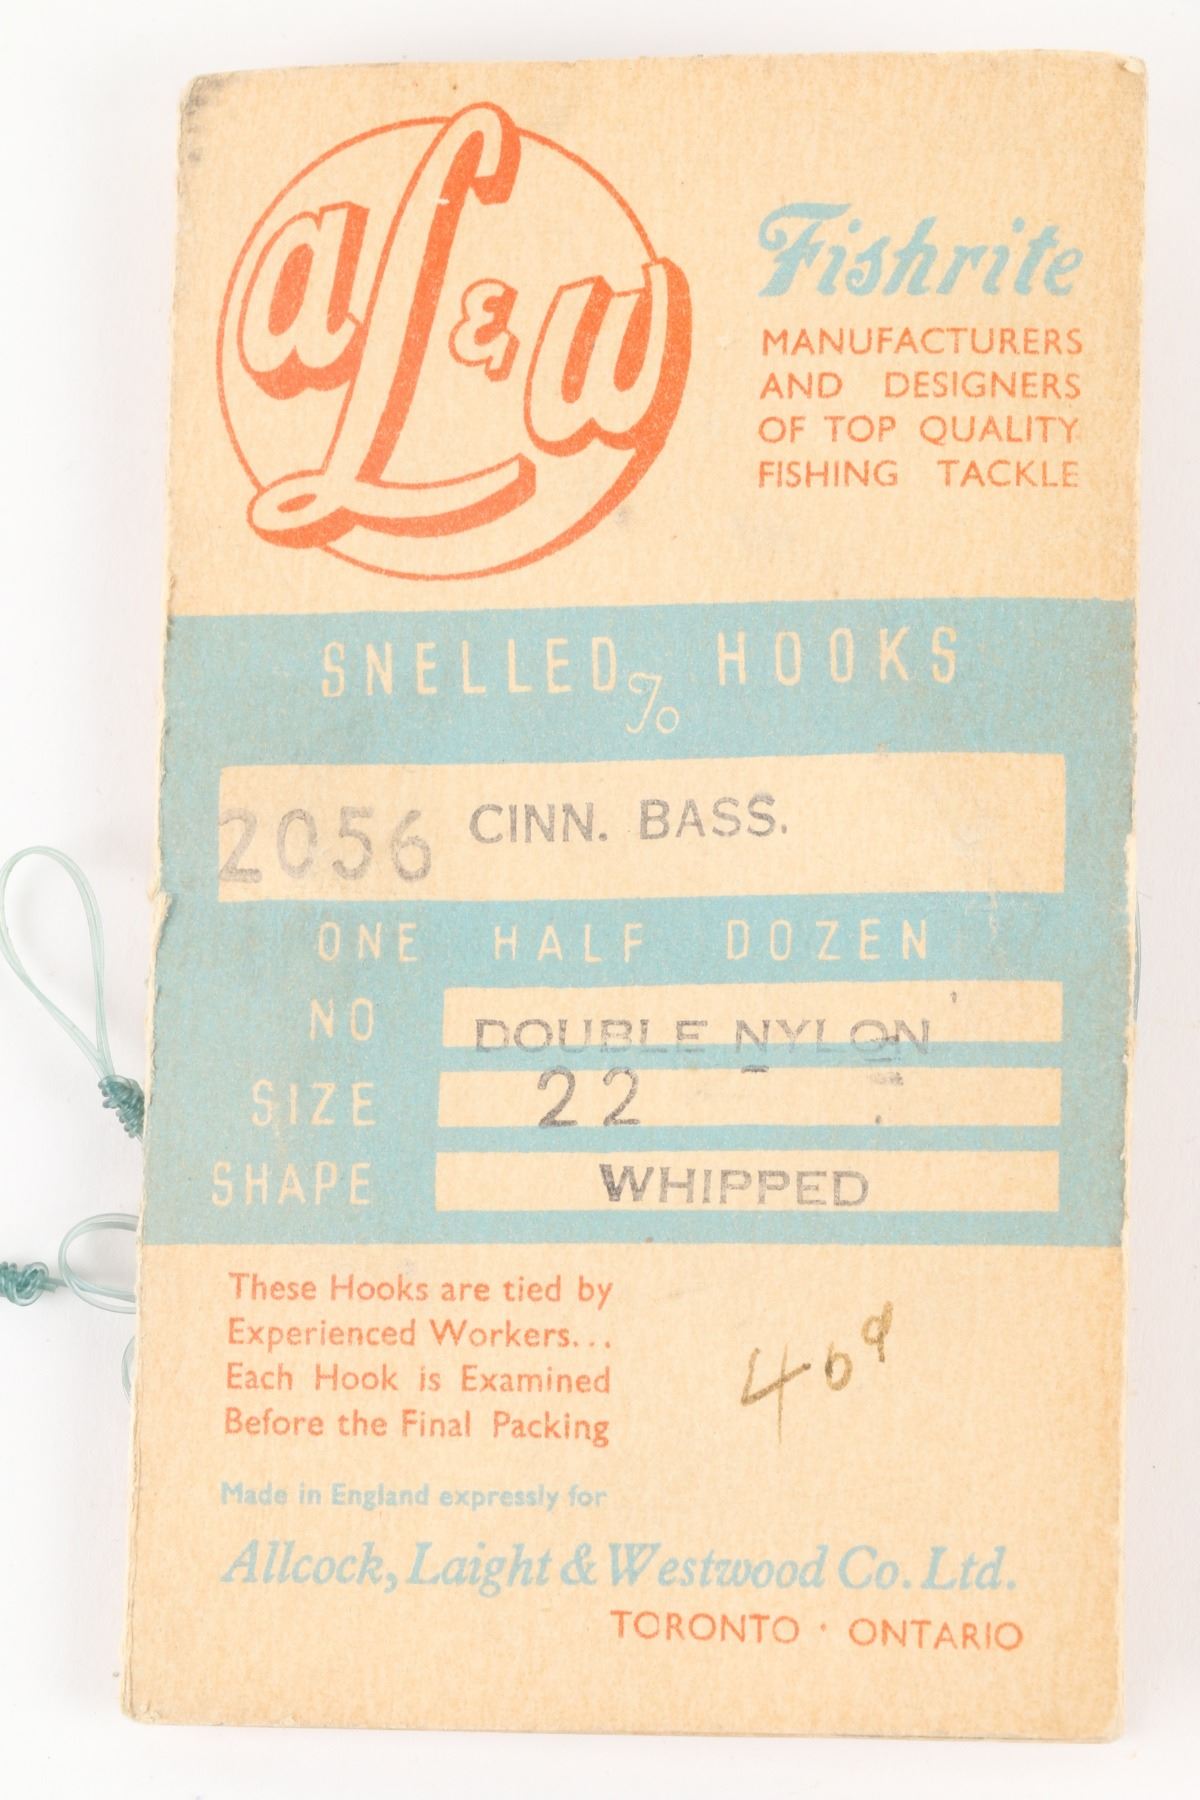 aL&W
Fishrite
MANUFACTURERS
AND DESIGNERS
OF TOP QUALITY
FISHING TACKLE
SNELLED HOOKS
To
2056 CINN. BASS.
ONE HALF DOZEN
NO DOUBLE NYLON
SIZE 22
SHAPE WHIPPED
These Hooks are tied by
Experienced Workers...
Each Hook is Examined
Before the Final Packing
Made in England expressly for
Allcock, Laight & Westwood Co. Ltd.
TORONTO · ONTARIO